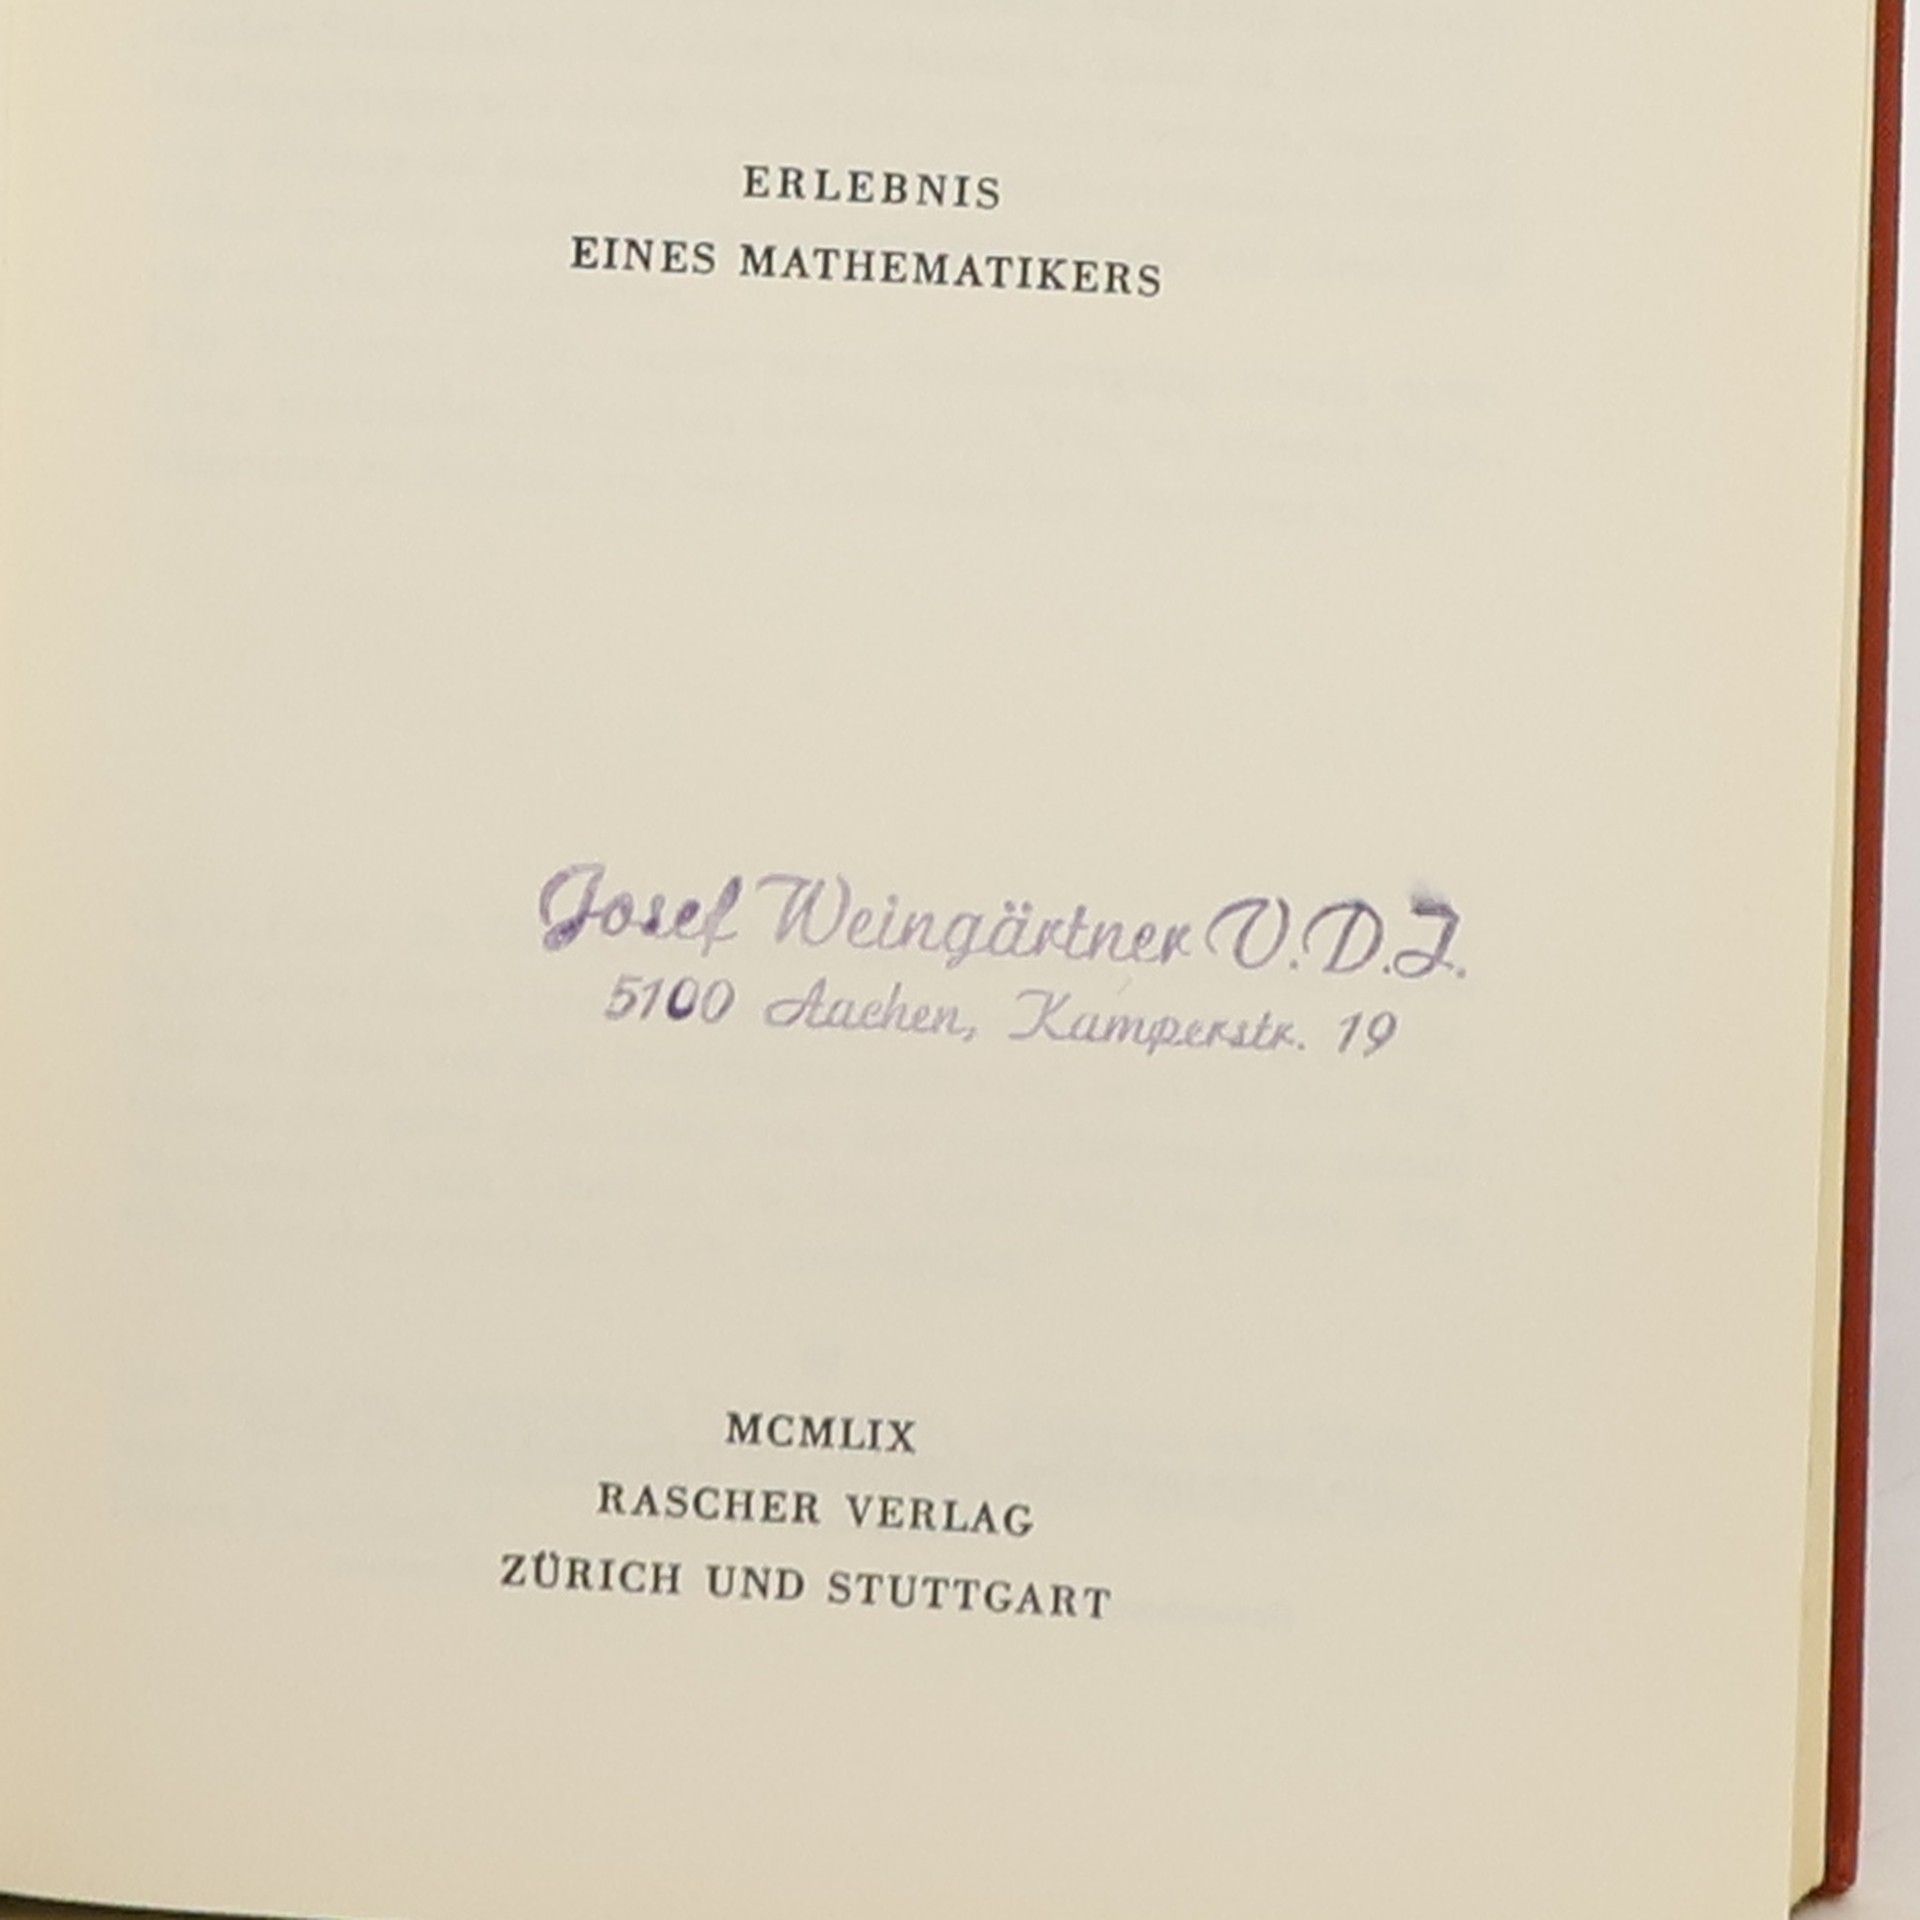 ERLEBNIS
EINES MATHEMATIKERS
Josef Weingärtner V.D.I.
5100 Aachen, Kamperstr. 19
MCMLIX
RASCHER VERLAG
ZÜRICH UND STUTTGART